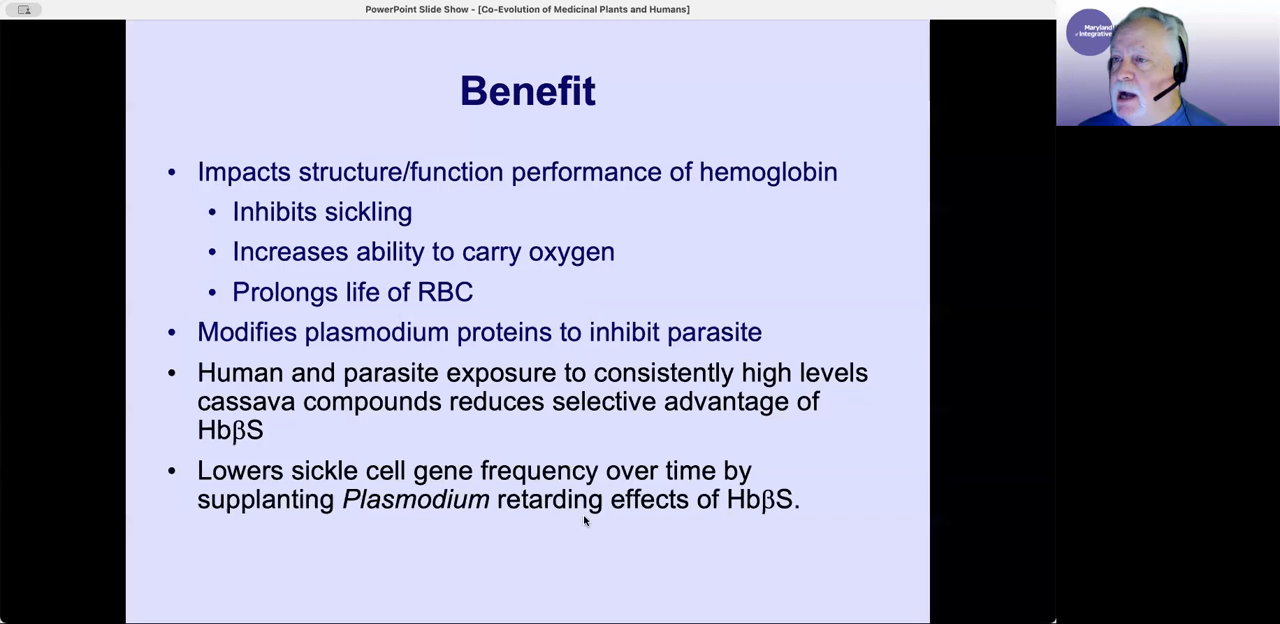 PowerPoint Slide Show - [Co-Evolution of Medicinal Plants and Humans]
Maryland
Integrative
Benefit
• Impacts structure/function performance of hemoglobin
• Inhibits sickling
• Increases ability to carry oxygen
• Prolongs life of RBC
• Modifies plasmodium proteins to inhibit parasite
• Human and parasite exposure to consistently high levels
cassava compounds reduces selective advantage of
HbβS
• Lowers sickle cell gene frequency over time by
supplanting Plasmodium retarding effects of HbβS.